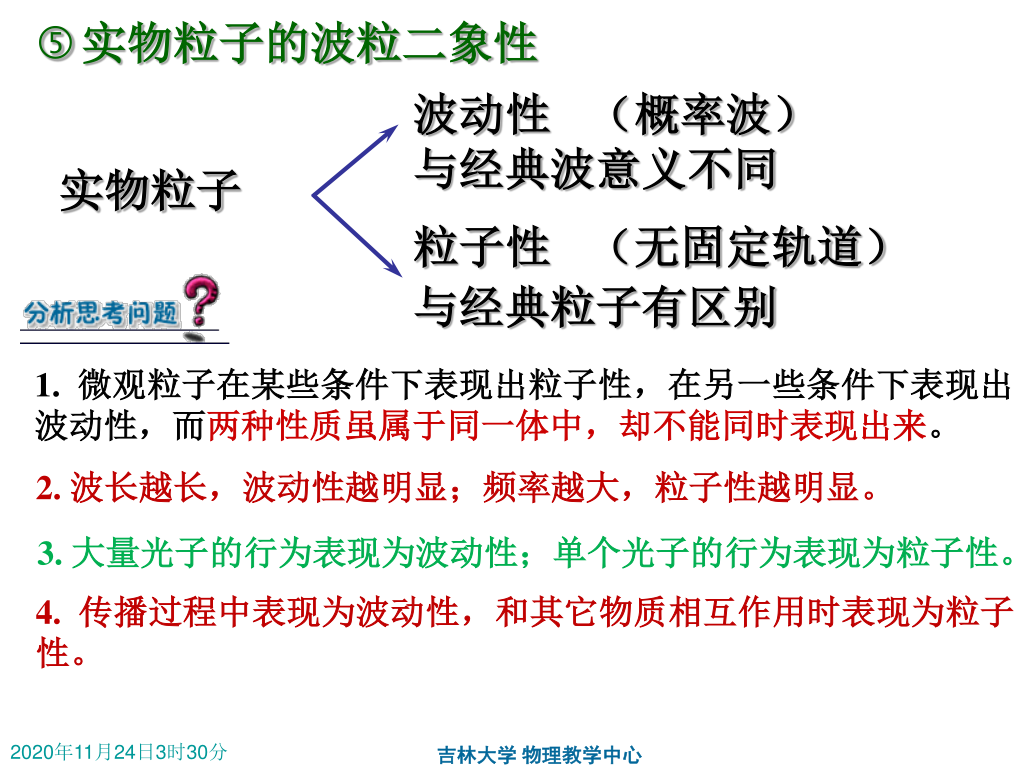 ⑤ 实物粒子的波粒二象性
波动性 （概率波）
与经典波意义不同
实物粒子
粒子性 （无固定轨道）
与经典粒子有区别
分析思考问题?
1. 微观粒子在某些条件下表现出粒子性，在另一些条件下表现出
波动性，而两种性质虽属于同一体中，却不能同时表现出来。
2. 波长越长，波动性越明显；频率越大，粒子性越明显。
3. 大量光子的行为表现为波动性；单个光子的行为表现为粒子性。
4. 传播过程中表现为波动性，和其它物质相互作用时表现为粒子
性。
2020年11月24日3时30分
吉林大学 物理教学中心